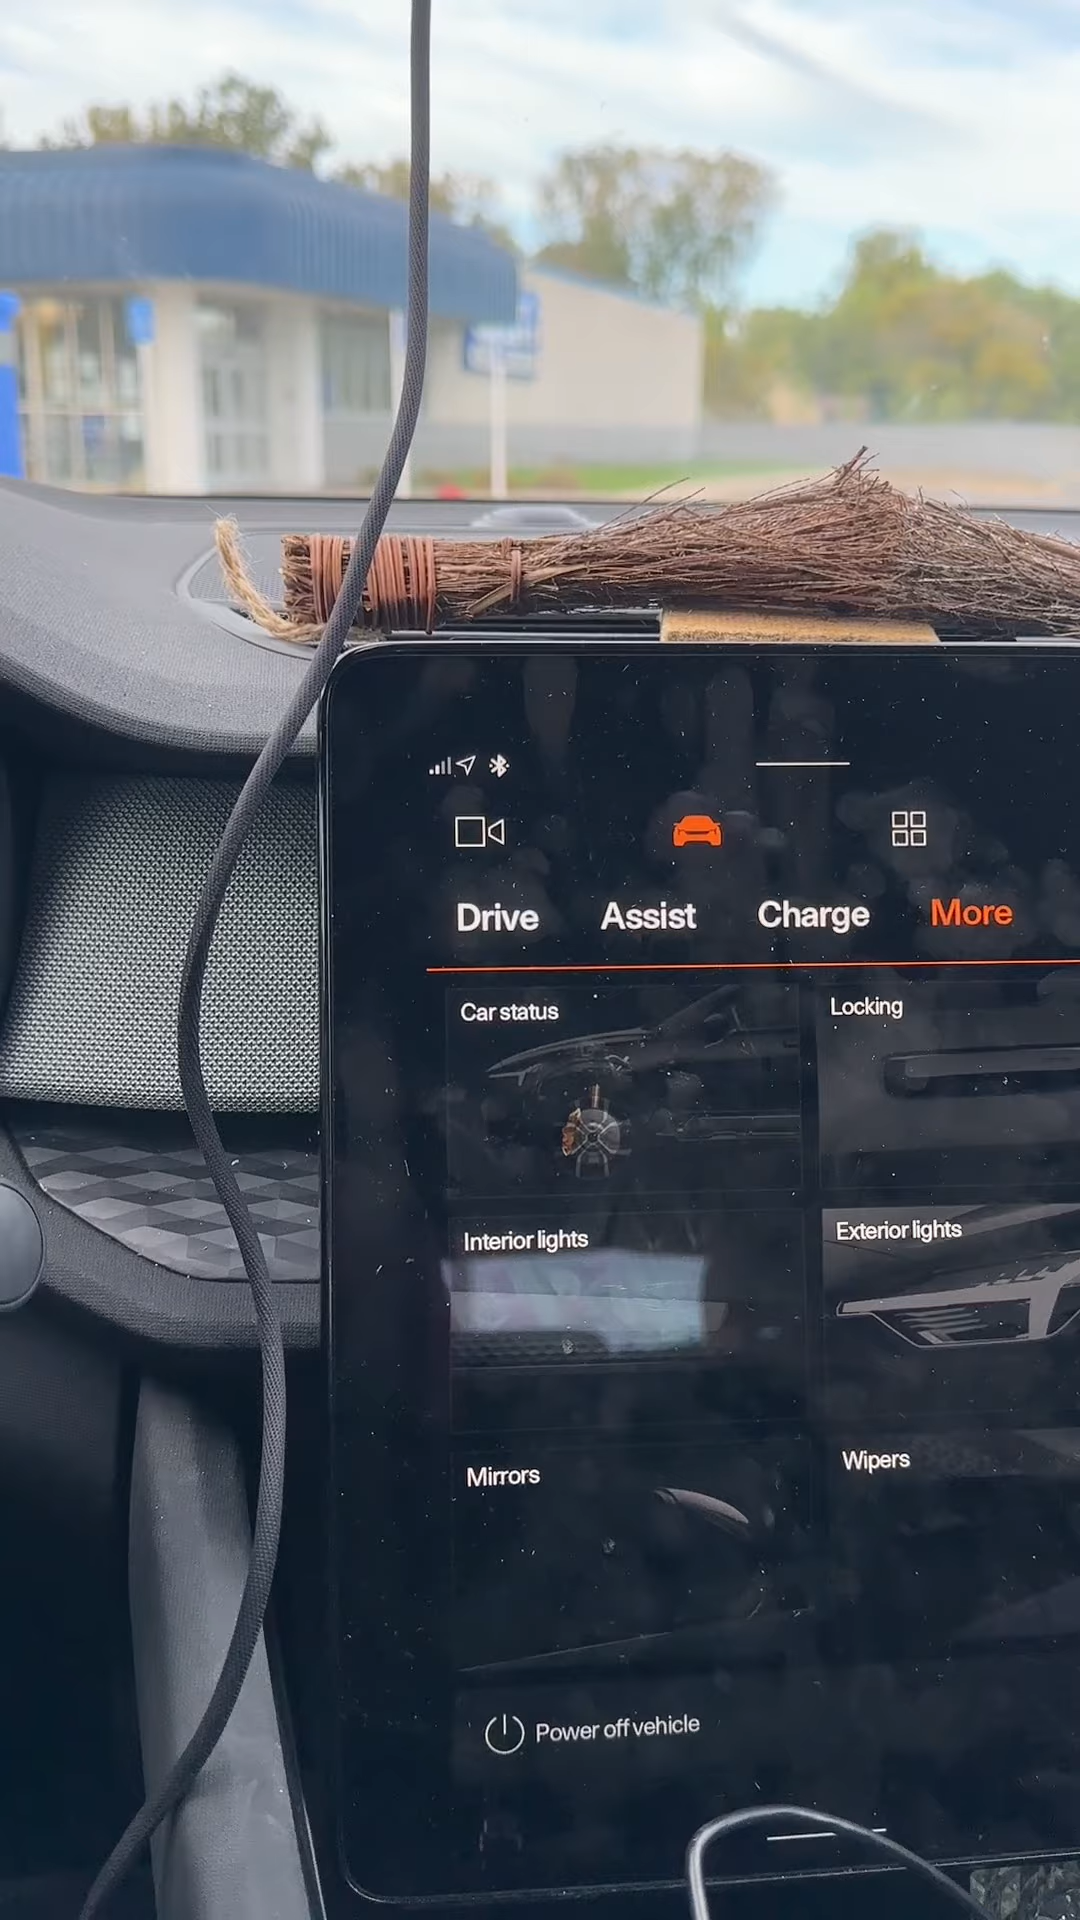 Drive Assist Charge More
Car status Locking
Interior lights Exterior lights
Mirrors Wipers
Power off vehicle